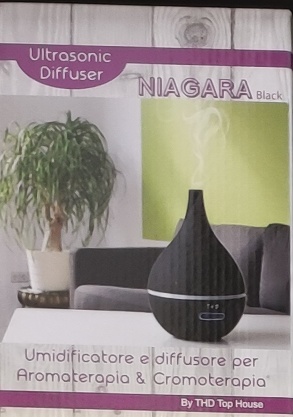 Ultrasonic
Diffuser
NIAGARA Black
Umidificatore e diffusore per
Aromaterapia & Cromoterapia
By THD Top House